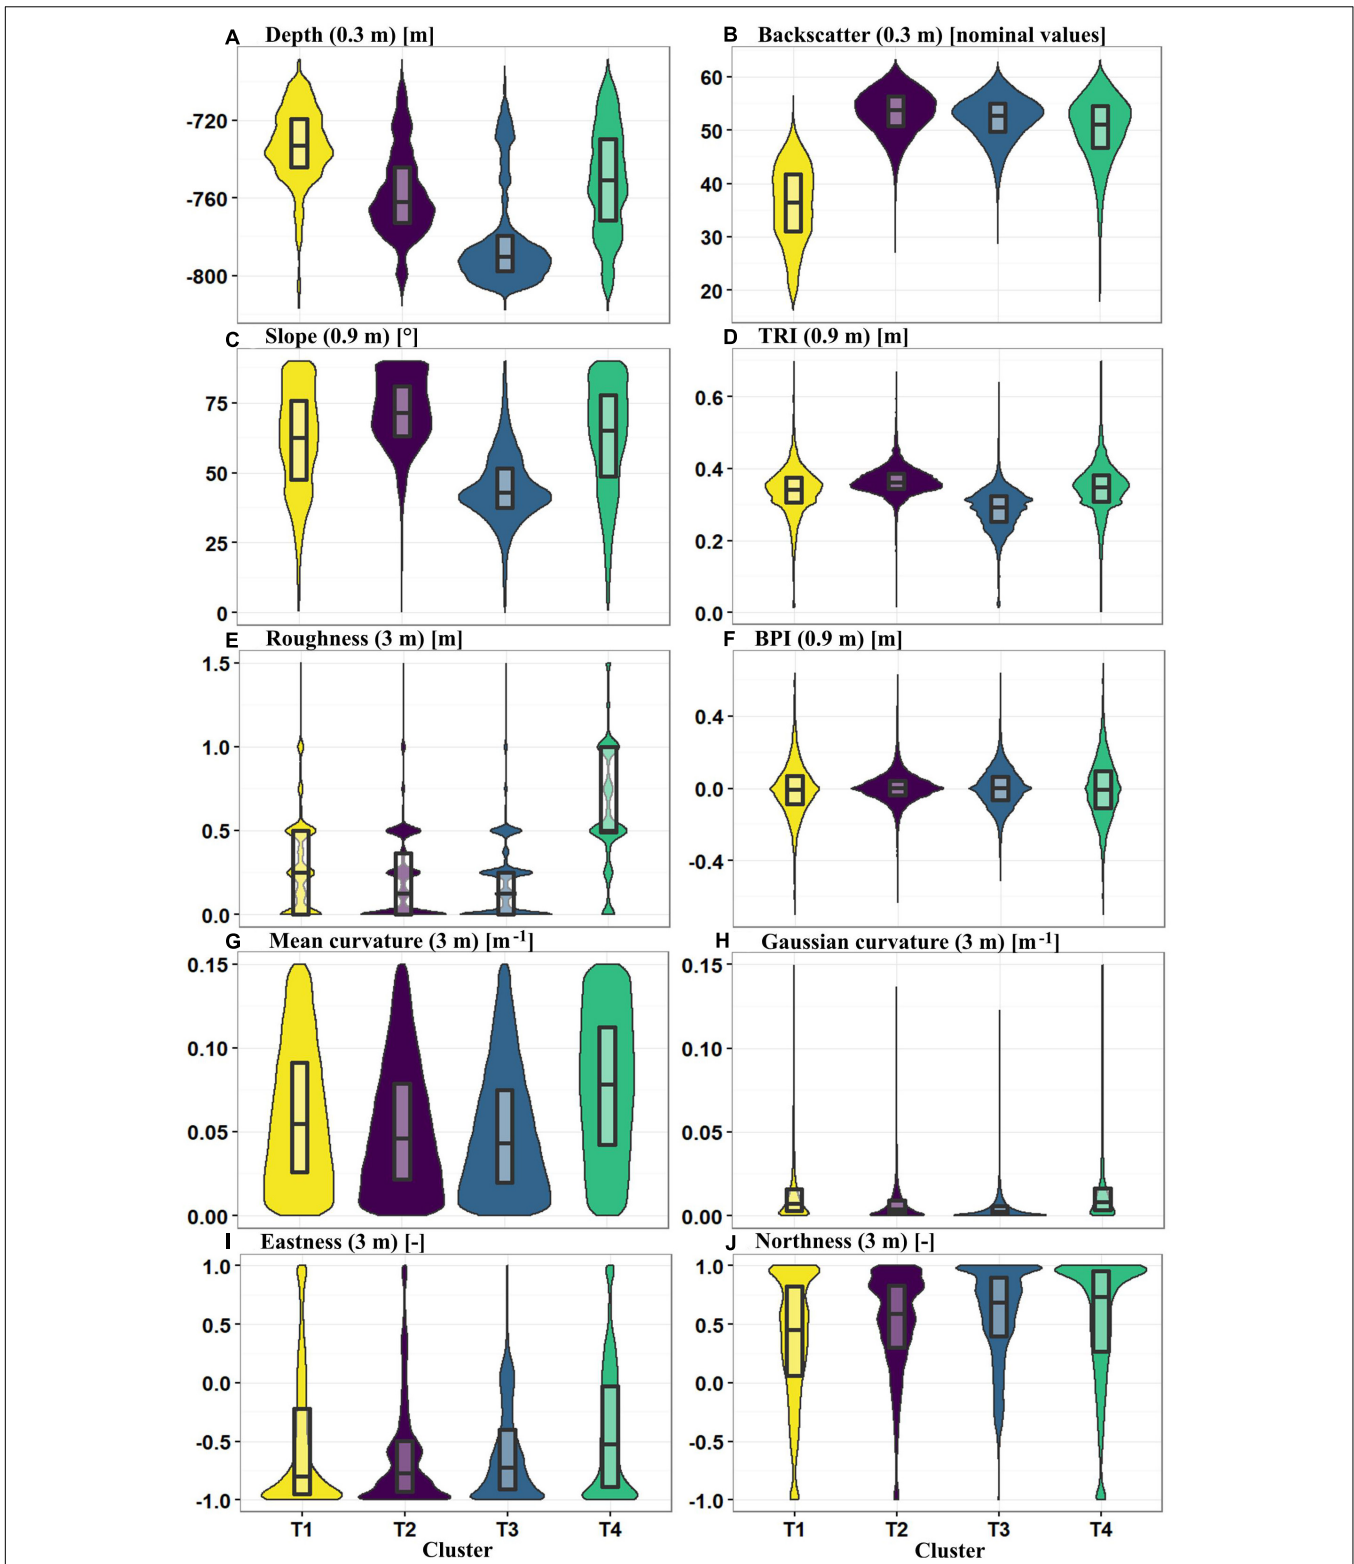 A Depth (0.3 m) [m]
-720
-760
-800
B Backscatter (0.3 m) [nominal values]
60
50
40
30
20
C Slope (0.9 m) [°]
75
50
25
0
D TRI (0.9 m) [m]
0.6
0.4
0.2
0.0
E Roughness (3 m) [m]
1.5
1.0
0.5
0.0
F BPI (0.9 m) [m]
0.4
0.0
-0.4
G Mean curvature (3 m) [m⁻¹]
0.15
0.10
0.05
0.00
H Gaussian curvature (3 m) [m⁻¹]
0.15
0.10
0.05
0.00
I Eastness (3 m) [-]
1.0
0.5
0.0
-0.5
-1.0
T1 T2 T3 T4
Cluster
J Northness (3 m) [-]
1.0
0.5
0.0
-0.5
-1.0
T1 T2 T3 T4
Cluster